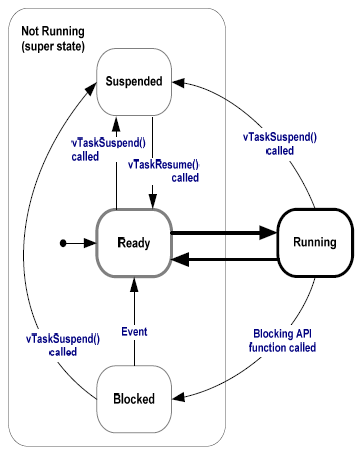 Not Running
(super state)
Suspended
vTaskSuspend()
called
vTaskSuspend()
called
vTaskResume()
called
Ready
Running
Event
vTaskSuspend()
called
Blocking API
function called
Blocked